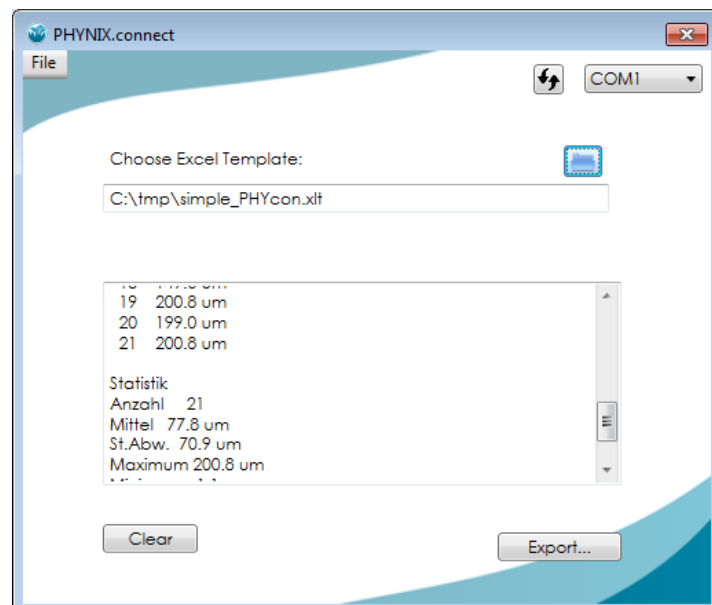 PHYNIX.connect
File
COM1
Choose Excel Template:
C:\tmp\simple_PHYcon.xlt
19 200.8 um
20 199.0 um
21 200.8 um
Statistik
Anzahl 21
Mittel 77.8 um
St.Abw. 70.9 um
Maximum 200.8 um
Clear
Export...